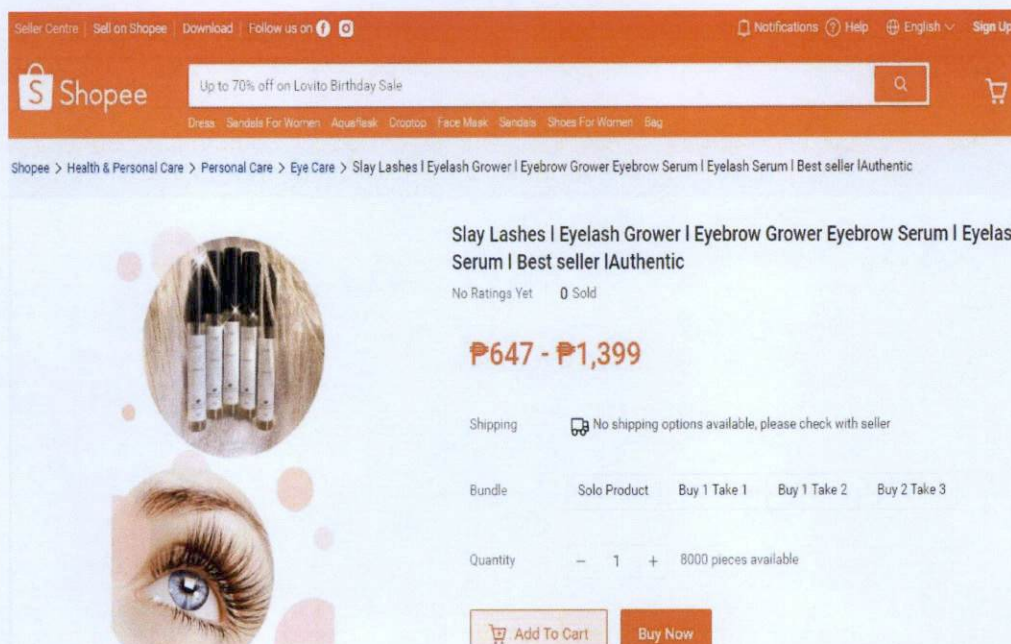 Seller Centre | Sell on Shopee | Download | Follow us on
Notifications Help English Sign Up
Shopee
Up to 70% off on Lovito Birthday Sale
Dress Sandals For Women Aquaflask Croptop Face Mask Sandals Shoes For Women Bag
Shopee > Health & Personal Care > Personal Care > Eye Care > Slay Lashes l Eyelash Grower l Eyebrow Grower Eyebrow Serum l Eyelash Serum l Best seller lAuthentic
Slay Lashes l Eyelash Grower l Eyebrow Grower Eyebrow Serum l Eyelas
Serum l Best seller lAuthentic
No Ratings Yet 0 Sold
₱647 - ₱1,399
Shipping No shipping options available, please check with seller
Bundle Solo Product Buy 1 Take 1 Buy 1 Take 2 Buy 2 Take 3
Quantity - 1 + 8000 pieces available
Add To Cart Buy Now